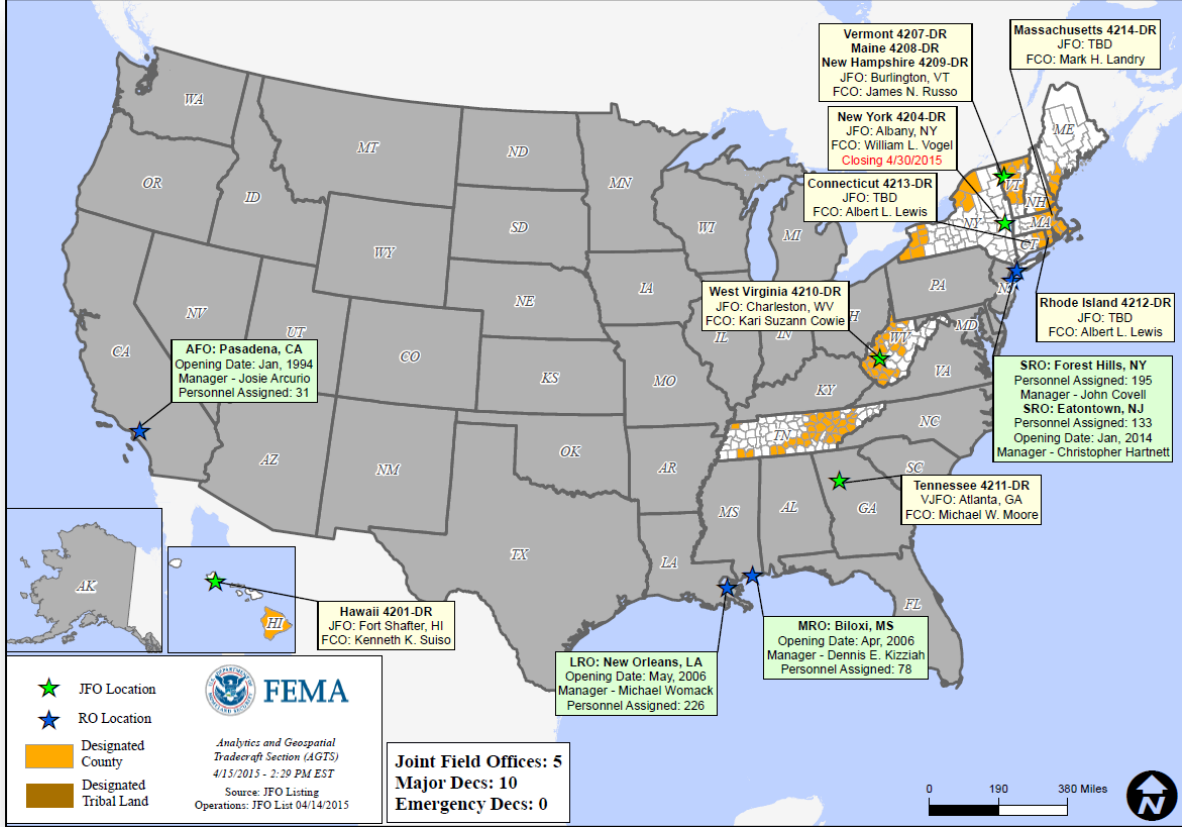 Vermont 4207-DR
Maine 4208-DR
New Hampshire 4209-DR
JFO: Burlington, VT
FCO: James N. Russo
Massachusetts 4214-DR
JFO: TBD
FCO: Mark H. Landry
New York 4204-DR
JFO: Albany, NY
FCO: William L. Vogel
Closing 4/30/2015
Connecticut 4213-DR
JFO: TBD
FCO: Albert L. Lewis
West Virginia 4210-DR
JFO: Charleston, WV
FCO: Kari Suzann Cowie
Rhode Island 4212-DR
JFO: TBD
FCO: Albert L. Lewis
AFO: Pasadena, CA
Opening Date: Jan, 1994
Manager - Josie Arcurio
Personnel Assigned: 31
SRO: Forest Hills, NY
Personnel Assigned: 195
Manager - John Covell
SRO: Eatontown, NJ
Personnel Assigned: 133
Opening Date: Jan, 2014
Manager - Christopher Hartnett
Tennessee 4211-DR
VJFO: Atlanta, GA
FCO: Michael W. Moore
Hawaii 4201-DR
JFO: Fort Shafter, HI
FCO: Kenneth K. Suiso
MRO: Biloxi, MS
Opening Date: Apr, 2006
Manager - Dennis E. Kizziah
Personnel Assigned: 78
LRO: New Orleans, LA
Opening Date: May, 2006
Manager - Michael Womack
Personnel Assigned: 226
WA
MT
ND
MN
ME
OR
ID
SD
WI
MI
VT
NH
NY
MA
CT
WY
IA
NE
PA
NV
UT
CO
IL
IN
WV
MD
CA
KS
MO
KY
VA
AZ
NM
OK
AR
TN
NC
SC
MS
AL
GA
TX
LA
FL
AK
HI
JFO Location
RO Location
Designated
County
Designated
Tribal Land
FEMA
Analytics and Geospatial
Tradecraft Section (AGTS)
4/15/2015 - 2:29 PM EST
Source: JFO Listing
Operations: JFO List 04/14/2015
Joint Field Offices: 5
Major Decs: 10
Emergency Decs: 0
0 190 380 Miles
N